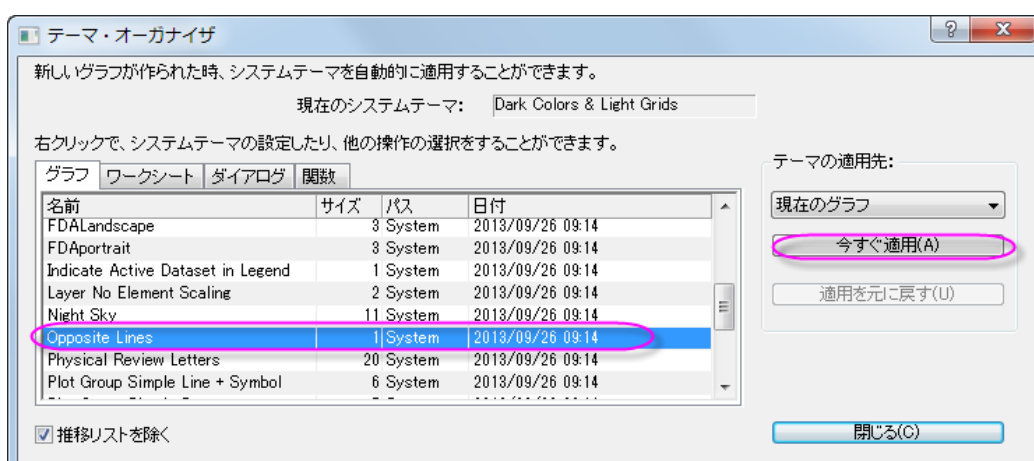 テーマ・オーガナイザ
新しいグラフが作られた時、システムテーマを自動的に適用することができます。
現在のシステムテーマ: Dark Colors & Light Grids
右クリックで、システムテーマの設定したり、他の操作の選択をすることができます。
グラフ ワークシート ダイアログ 関数
名前 サイズ パス 日付
FDALandscape 3 System 2013/09/26 09:14
FDAportrait 3 System 2013/09/26 09:14
Indicate Active Dataset in Legend 1 System 2013/09/26 09:14
Layer No Element Scaling 2 System 2013/09/26 09:14
Night Sky 11 System 2013/09/26 09:14
Opposite Lines 1 System 2013/09/26 09:14
Physical Review Letters 20 System 2013/09/26 09:14
Plot Group Simple Line + Symbol 6 System 2013/09/26 09:14
テーマの適用先:
現在のグラフ
今すぐ適用(A)
適用を元に戻す(U)
推移リストを除く
閉じる(C)